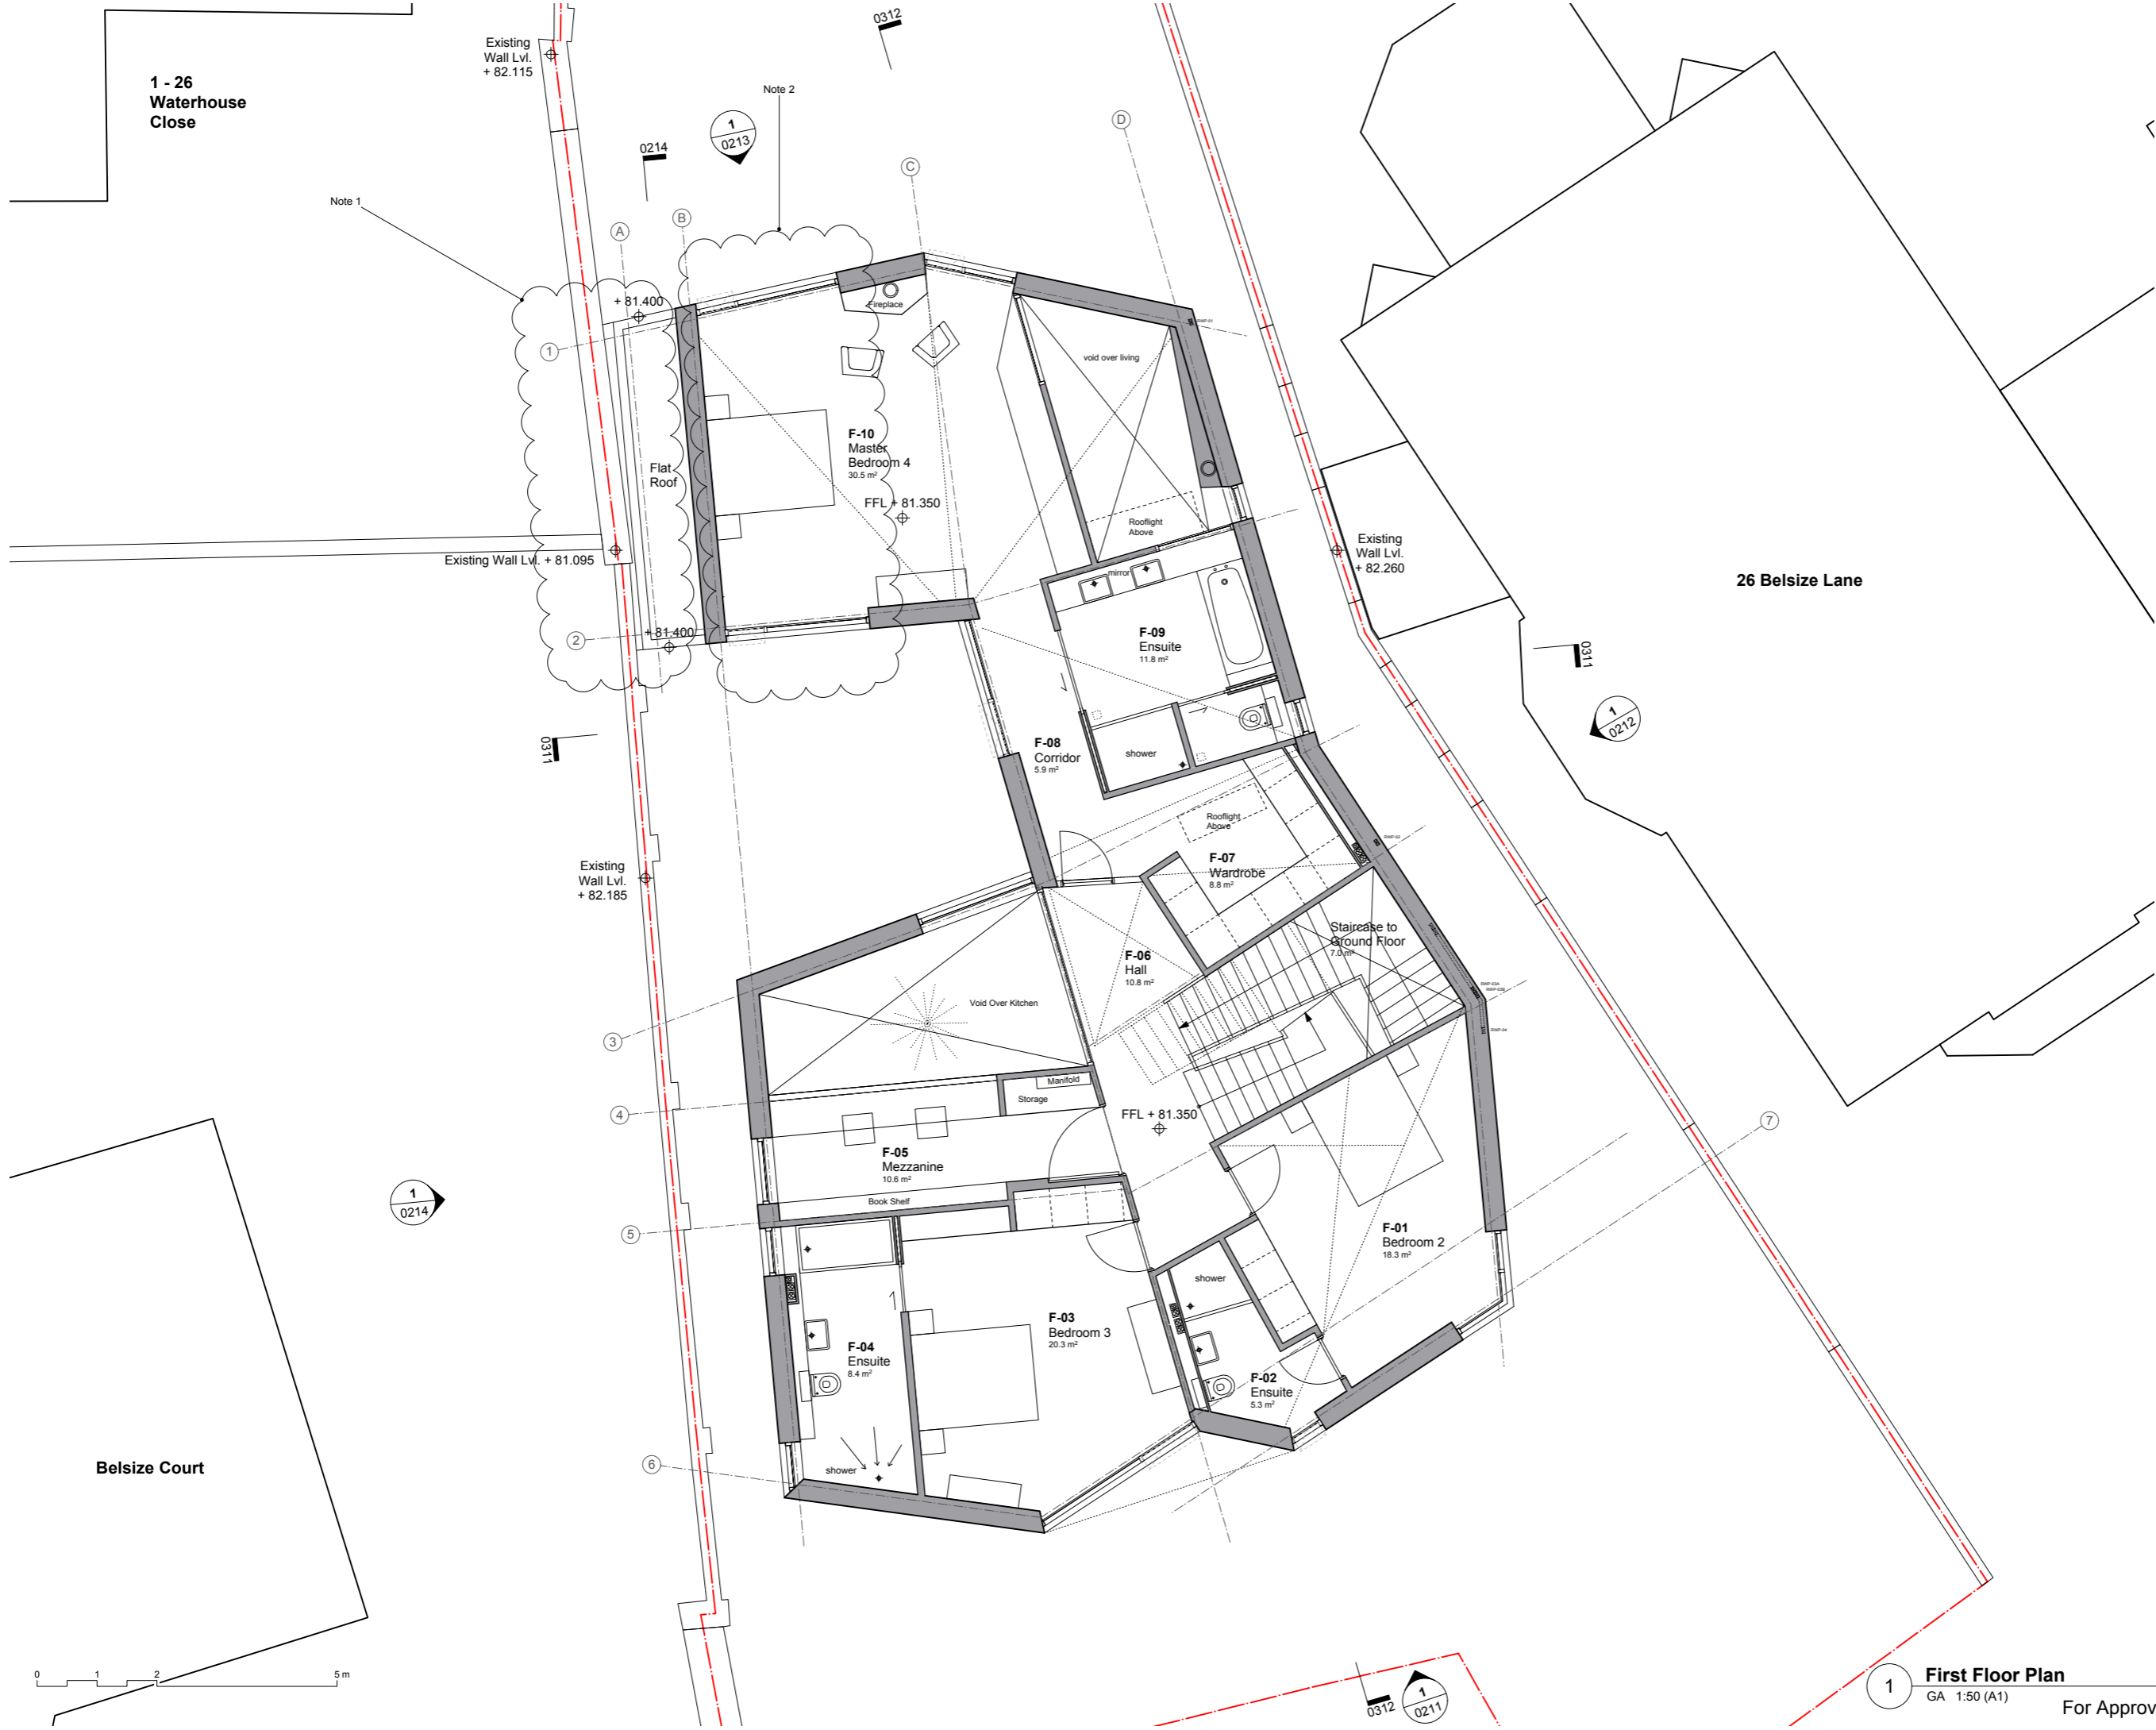 0312
Existing
Wall Lvl.
+ 82.115
1 - 26
Waterhouse
Close
Note 2
1
0213
D
0214
C
Note 1
B
A
+ 81.400
Fireplace
RWP-01
1
void over living
F-10
Master
Bedroom 4
30.5 m²
Flat
Roof
FFL + 81.350
Rooflight
Above
Existing
Wall Lvl.
+ 82.260
Existing Wall Lvl. + 81.095
mirror
26 Belsize Lane
2
+ 81.400
F-09
Ensuite
11.8 m²
0311
1
0212
0311
F-08
Corridor
5.9 m²
shower
Rooflight
Above
RWP-02
Existing
Wall Lvl.
+ 82.185
F-07
Wardrobe
8.8 m²
Staircase to
Ground Floor
7.0 m²
F-06
Hall
10.8 m²
Void Over Kitchen
3
Manifold
Storage
4
FFL + 81.350
7
F-05
Mezzanine
10.6 m²
1
0214
Book Shelf
5
F-01
Bedroom 2
18.3 m²
shower
F-03
Bedroom 3
20.3 m²
F-04
Ensuite
8.4 m²
F-02
Ensuite
5.3 m²
6
shower
Belsize Court
0 1 2 5 m
0312
1
0211
1
First Floor Plan
GA 1:50 (A1)
For Approv